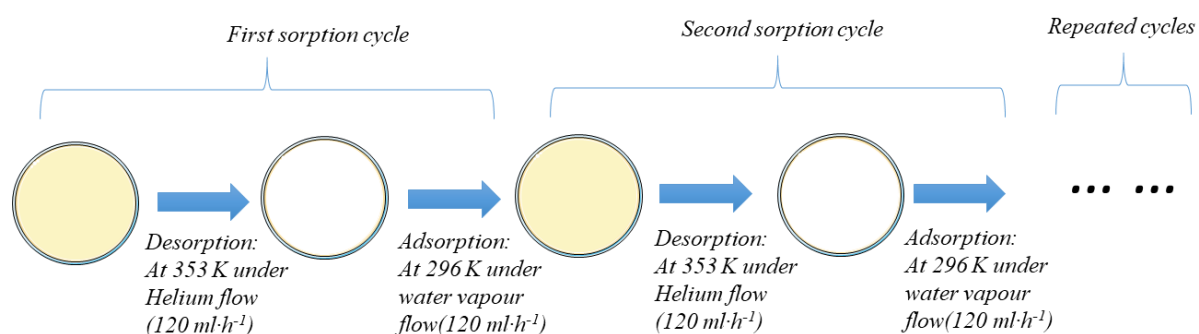 First sorption cycle
Second sorption cycle
Repeated cycles
... ...
Desorption:
At 353 K under
Helium flow
(120 ml·h⁻¹)
Adsorption:
At 296 K under
water vapour
flow(120 ml·h⁻¹)
Desorption:
At 353 K under
Helium flow
(120 ml·h⁻¹)
Adsorption:
At 296 K under
water vapour
flow(120 ml·h⁻¹)